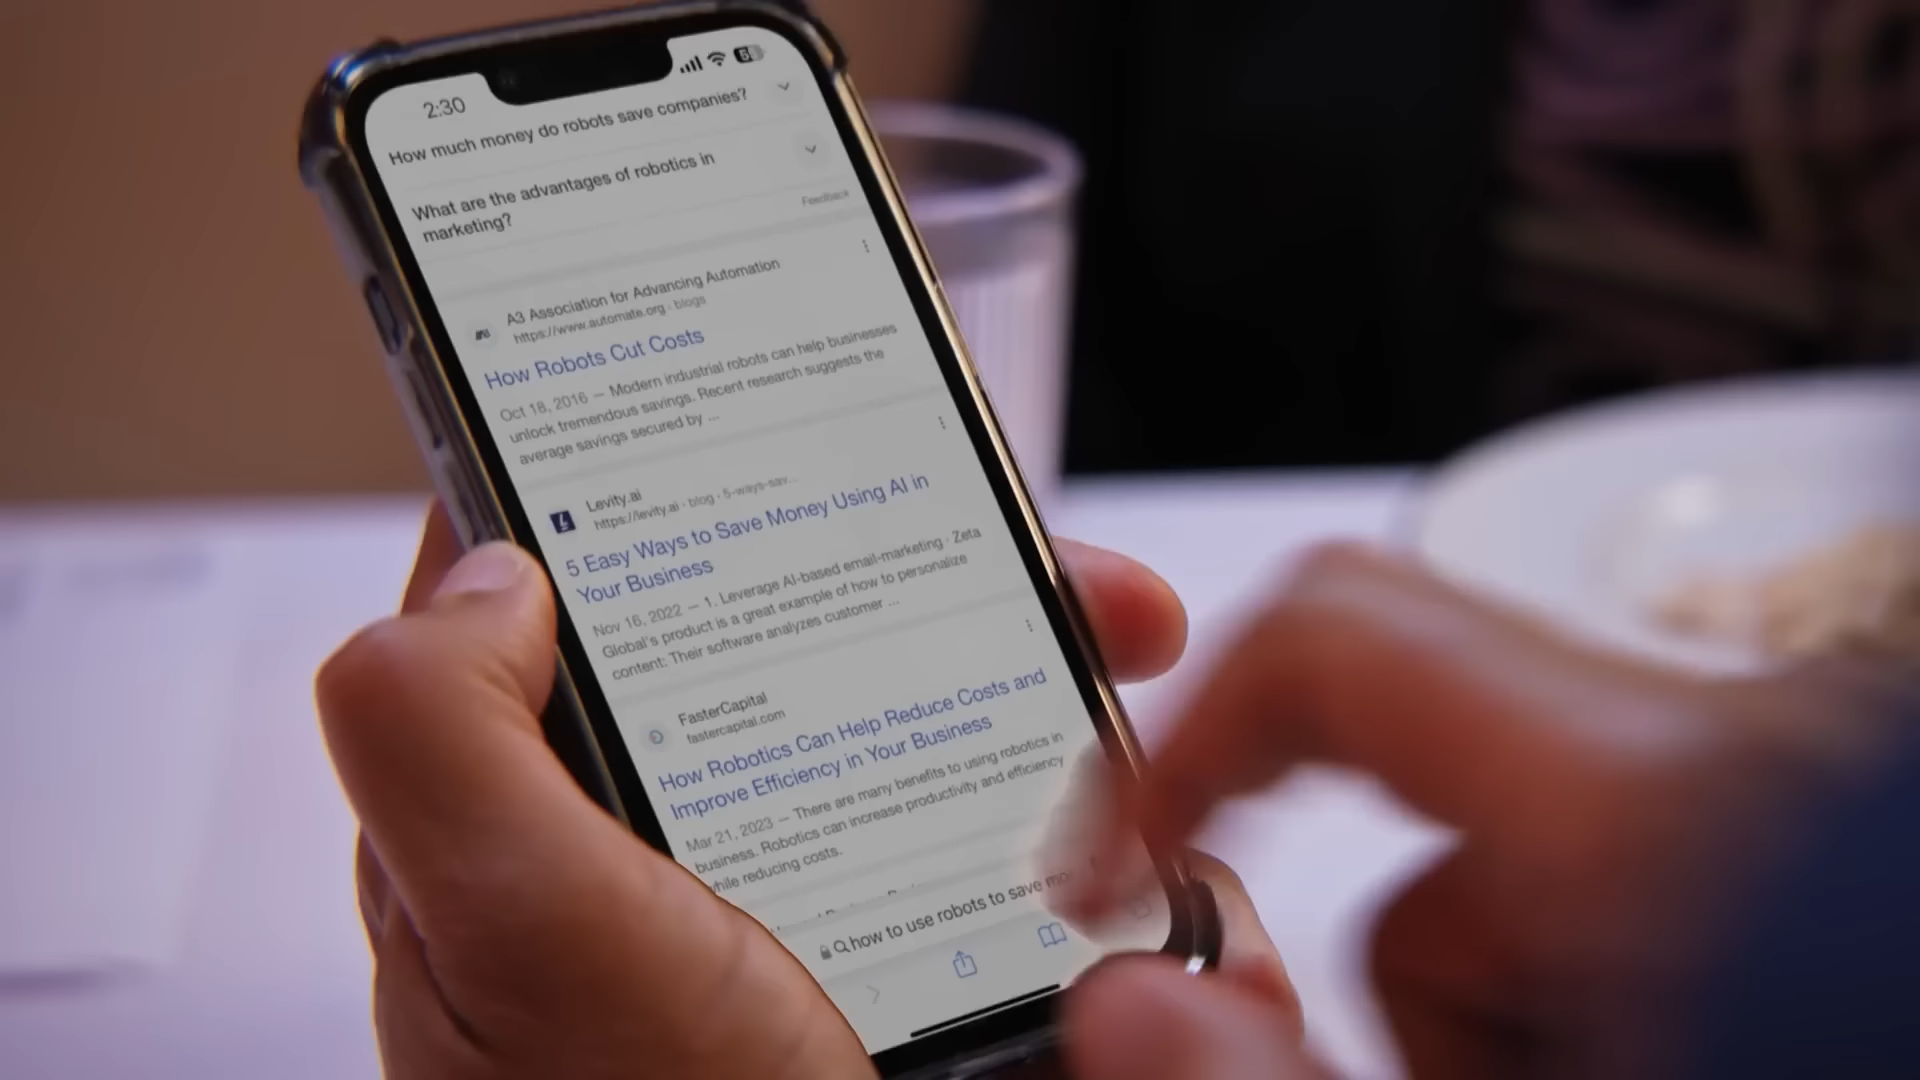 2:30
How much money do robots save companies?
What are the advantages of robotics in
marketing?
Feedback
A3 Association for Advancing Automation
https://www.automate.org › blogs
How Robots Cut Costs
Oct 18, 2016 — Modern industrial robots can help businesses
unlock tremendous savings. Recent research suggests the
average savings secured by ...
Levity.ai
https://levity.ai › blog › 5-ways-sav...
5 Easy Ways to Save Money Using AI in
Your Business
Nov 16, 2022 — 1. Leverage AI-based email-marketing · Zeta
Global's product is a great example of how to personalize
content: Their software analyzes customer ...
FasterCapital
fastercapital.com
How Robotics Can Help Reduce Costs and
Improve Efficiency in Your Business
Mar 21, 2023 — There are many benefits to using robotics in
business. Robotics can increase productivity and efficiency
while reducing costs.
how to use robots to save mo